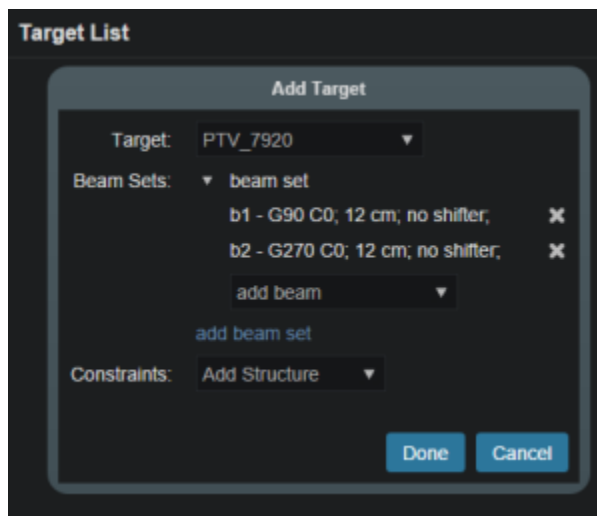 Target List
Add Target
Target: PTV_7920
Beam Sets: beam set
b1 - G90 C0; 12 cm; no shifter;
b2 - G270 C0; 12 cm; no shifter;
add beam
add beam set
Constraints: Add Structure
Done Cancel